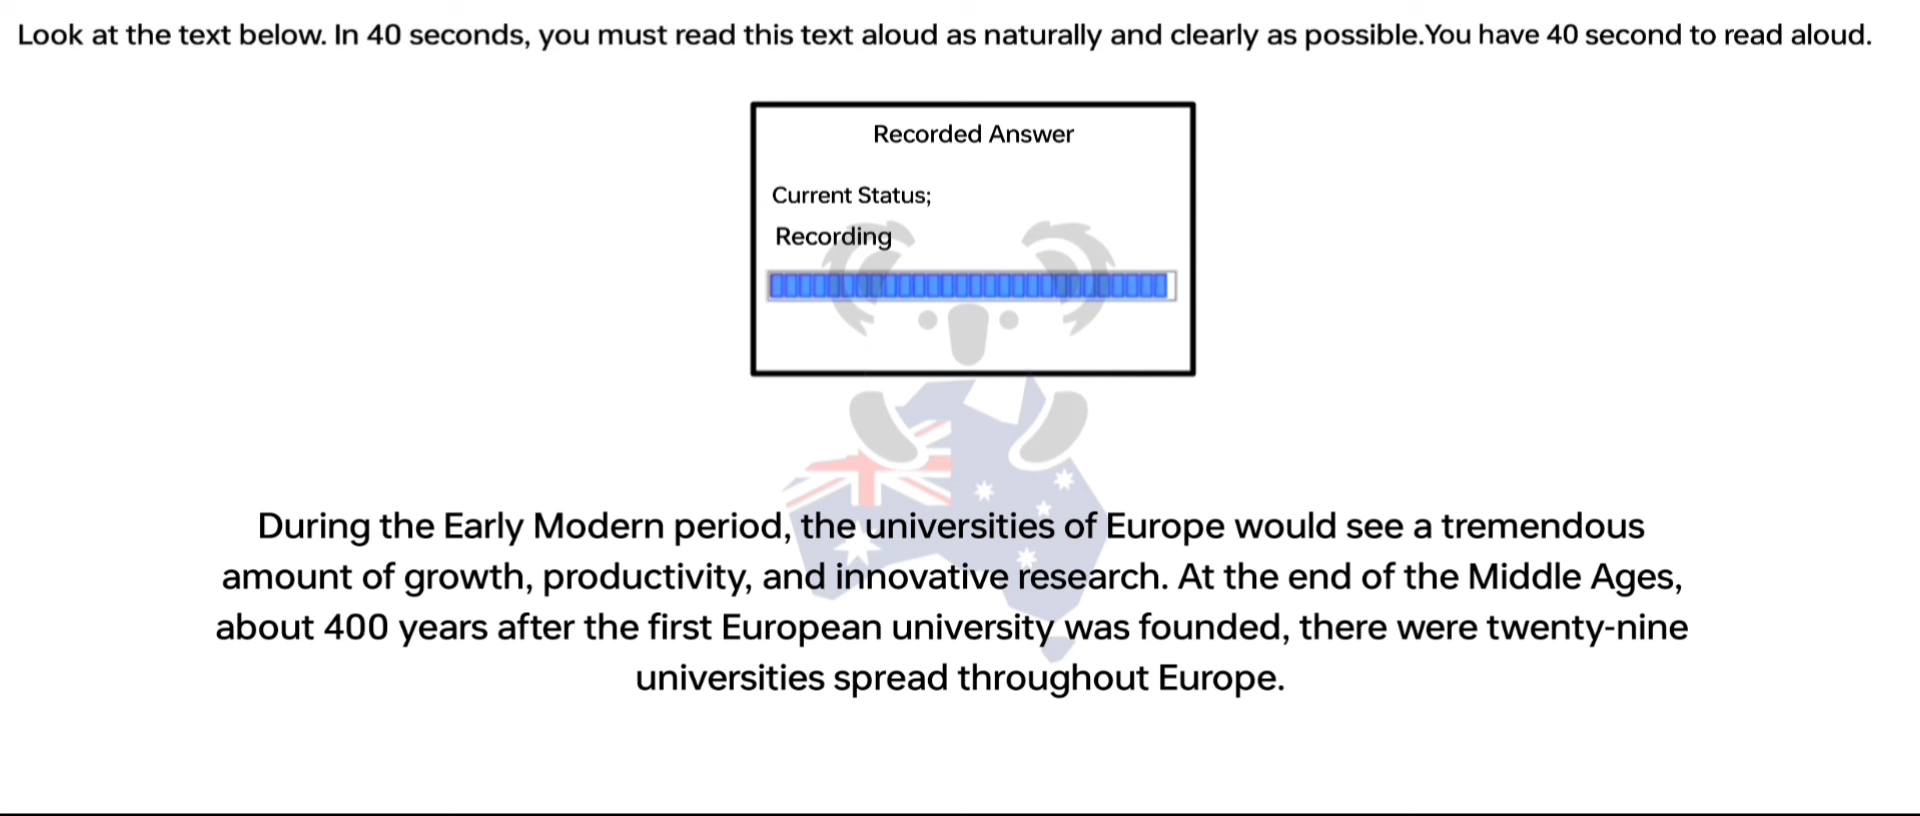 Look at the text below. In 40 seconds, you must read this text aloud as naturally and clearly as possible.You have 40 second to read aloud.
Recorded Answer
Current Status;
Recording
During the Early Modern period, the universities of Europe would see a tremendous
amount of growth, productivity, and innovative research. At the end of the Middle Ages,
about 400 years after the first European university was founded, there were twenty-nine
universities spread throughout Europe.